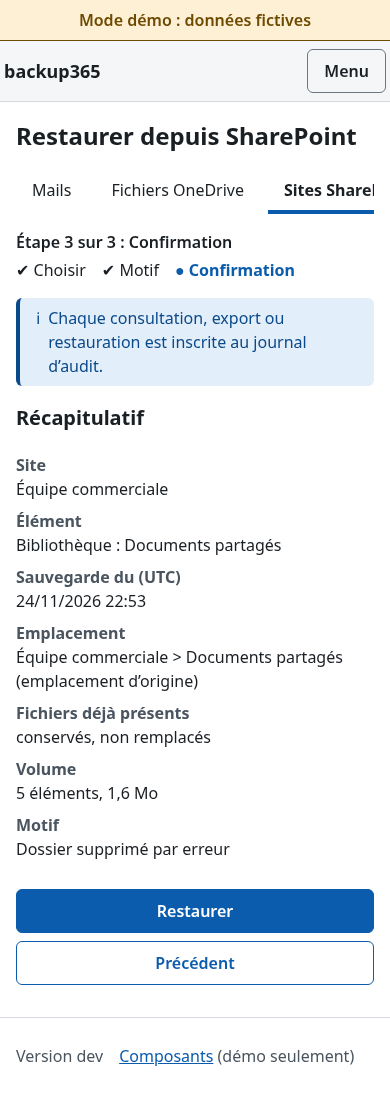 Mode démo : données fictives
backup365
Menu
Restaurer depuis SharePoint
Mails Fichiers OneDrive Sites Share
Étape 3 sur 3 : Confirmation
✔ Choisir ✔ Motif ● Confirmation
i Chaque consultation, export ou
restauration est inscrite au journal
d’audit.
Récapitulatif
Site
Équipe commerciale
Élément
Bibliothèque : Documents partagés
Sauvegarde du (UTC)
24/11/2026 22:53
Emplacement
Équipe commerciale > Documents partagés
(emplacement d’origine)
Fichiers déjà présents
conservés, non remplacés
Volume
5 éléments, 1,6 Mo
Motif
Dossier supprimé par erreur
Restaurer
Précédent
Version dev Composants (démo seulement)